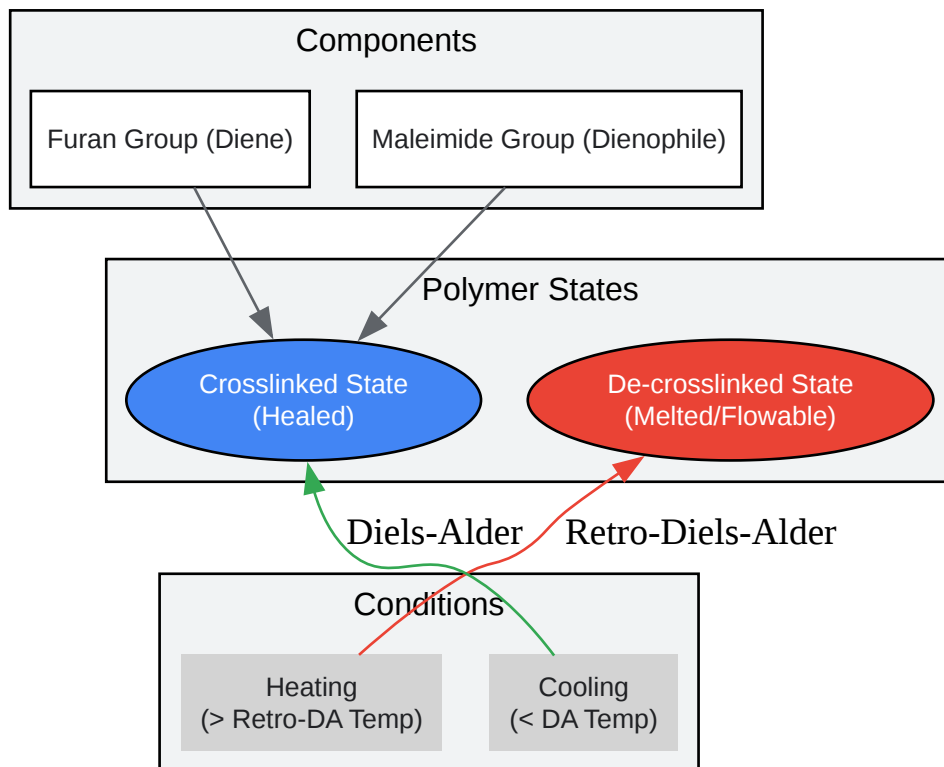 Components
Furan Group (Diene)
Maleimide Group (Dienophile)
Polymer States
Crosslinked State
(Healed)
De-crosslinked State
(Melted/Flowable)
Diels-Alder
Retro-Diels-Alder
Conditions
Heating
(> Retro-DA Temp)
Cooling
(< DA Temp)